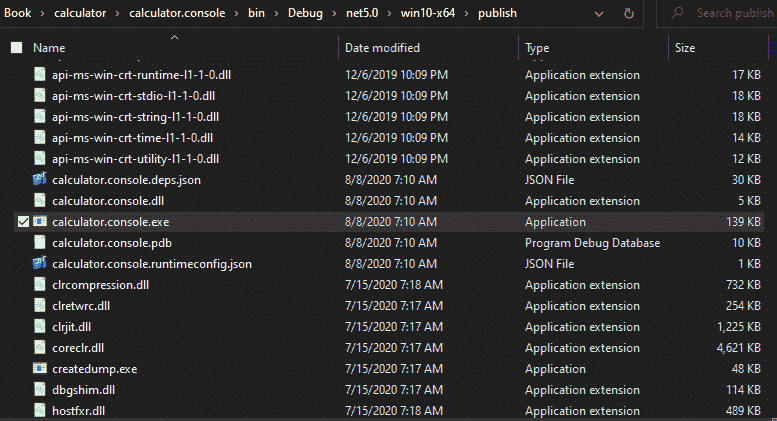 Book > calculator > calculator.console > bin > Debug > net5.0 > win10-x64 > publish Search publish
Name Date modified Type Size
api-ms-win-crt-runtime-l1-1-0.dll 12/6/2019 10:09 PM Application extension 17 KB
api-ms-win-crt-stdio-l1-1-0.dll 12/6/2019 10:09 PM Application extension 18 KB
api-ms-win-crt-string-l1-1-0.dll 12/6/2019 10:09 PM Application extension 18 KB
api-ms-win-crt-time-l1-1-0.dll 12/6/2019 10:09 PM Application extension 14 KB
api-ms-win-crt-utility-l1-1-0.dll 12/6/2019 10:09 PM Application extension 12 KB
calculator.console.deps.json 8/8/2020 7:10 AM JSON File 30 KB
calculator.console.dll 8/8/2020 7:10 AM Application extension 5 KB
calculator.console.exe 8/8/2020 7:10 AM Application 139 KB
calculator.console.pdb 8/8/2020 7:10 AM Program Debug Database 10 KB
calculator.console.runtimeconfig.json 8/8/2020 7:10 AM JSON File 1 KB
clrcompression.dll 7/15/2020 7:18 AM Application extension 732 KB
clretwrc.dll 7/15/2020 7:17 AM Application extension 254 KB
clrjit.dll 7/15/2020 7:17 AM Application extension 1,225 KB
coreclr.dll 7/15/2020 7:17 AM Application extension 4,621 KB
createdump.exe 7/15/2020 7:17 AM Application 48 KB
dbgshim.dll 7/15/2020 7:17 AM Application extension 114 KB
hostfxr.dll 7/15/2020 7:18 AM Application extension 489 KB